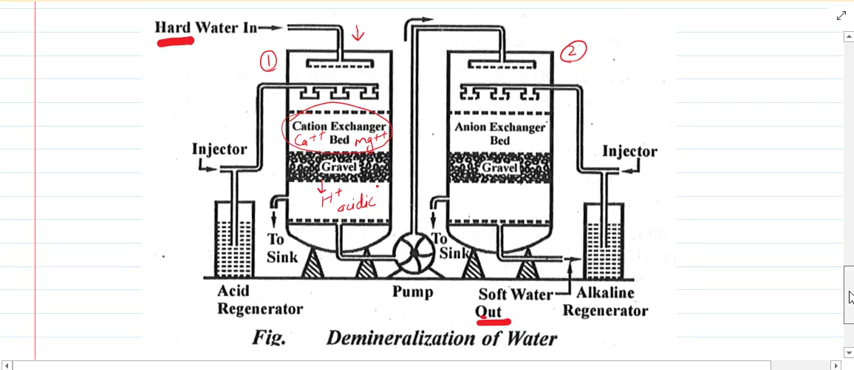 Hard Water In
①
②
Cation Exchanger
Ca++ Bed Mg++
Anion Exchanger
Bed
Injector
Injector
Gravel
Gravel
H+
acidic
To
Sink
To
Sink
Acid
Regenerator
Pump
Soft Water
Out
Alkaline
Regenerator
Fig. Demineralization of Water